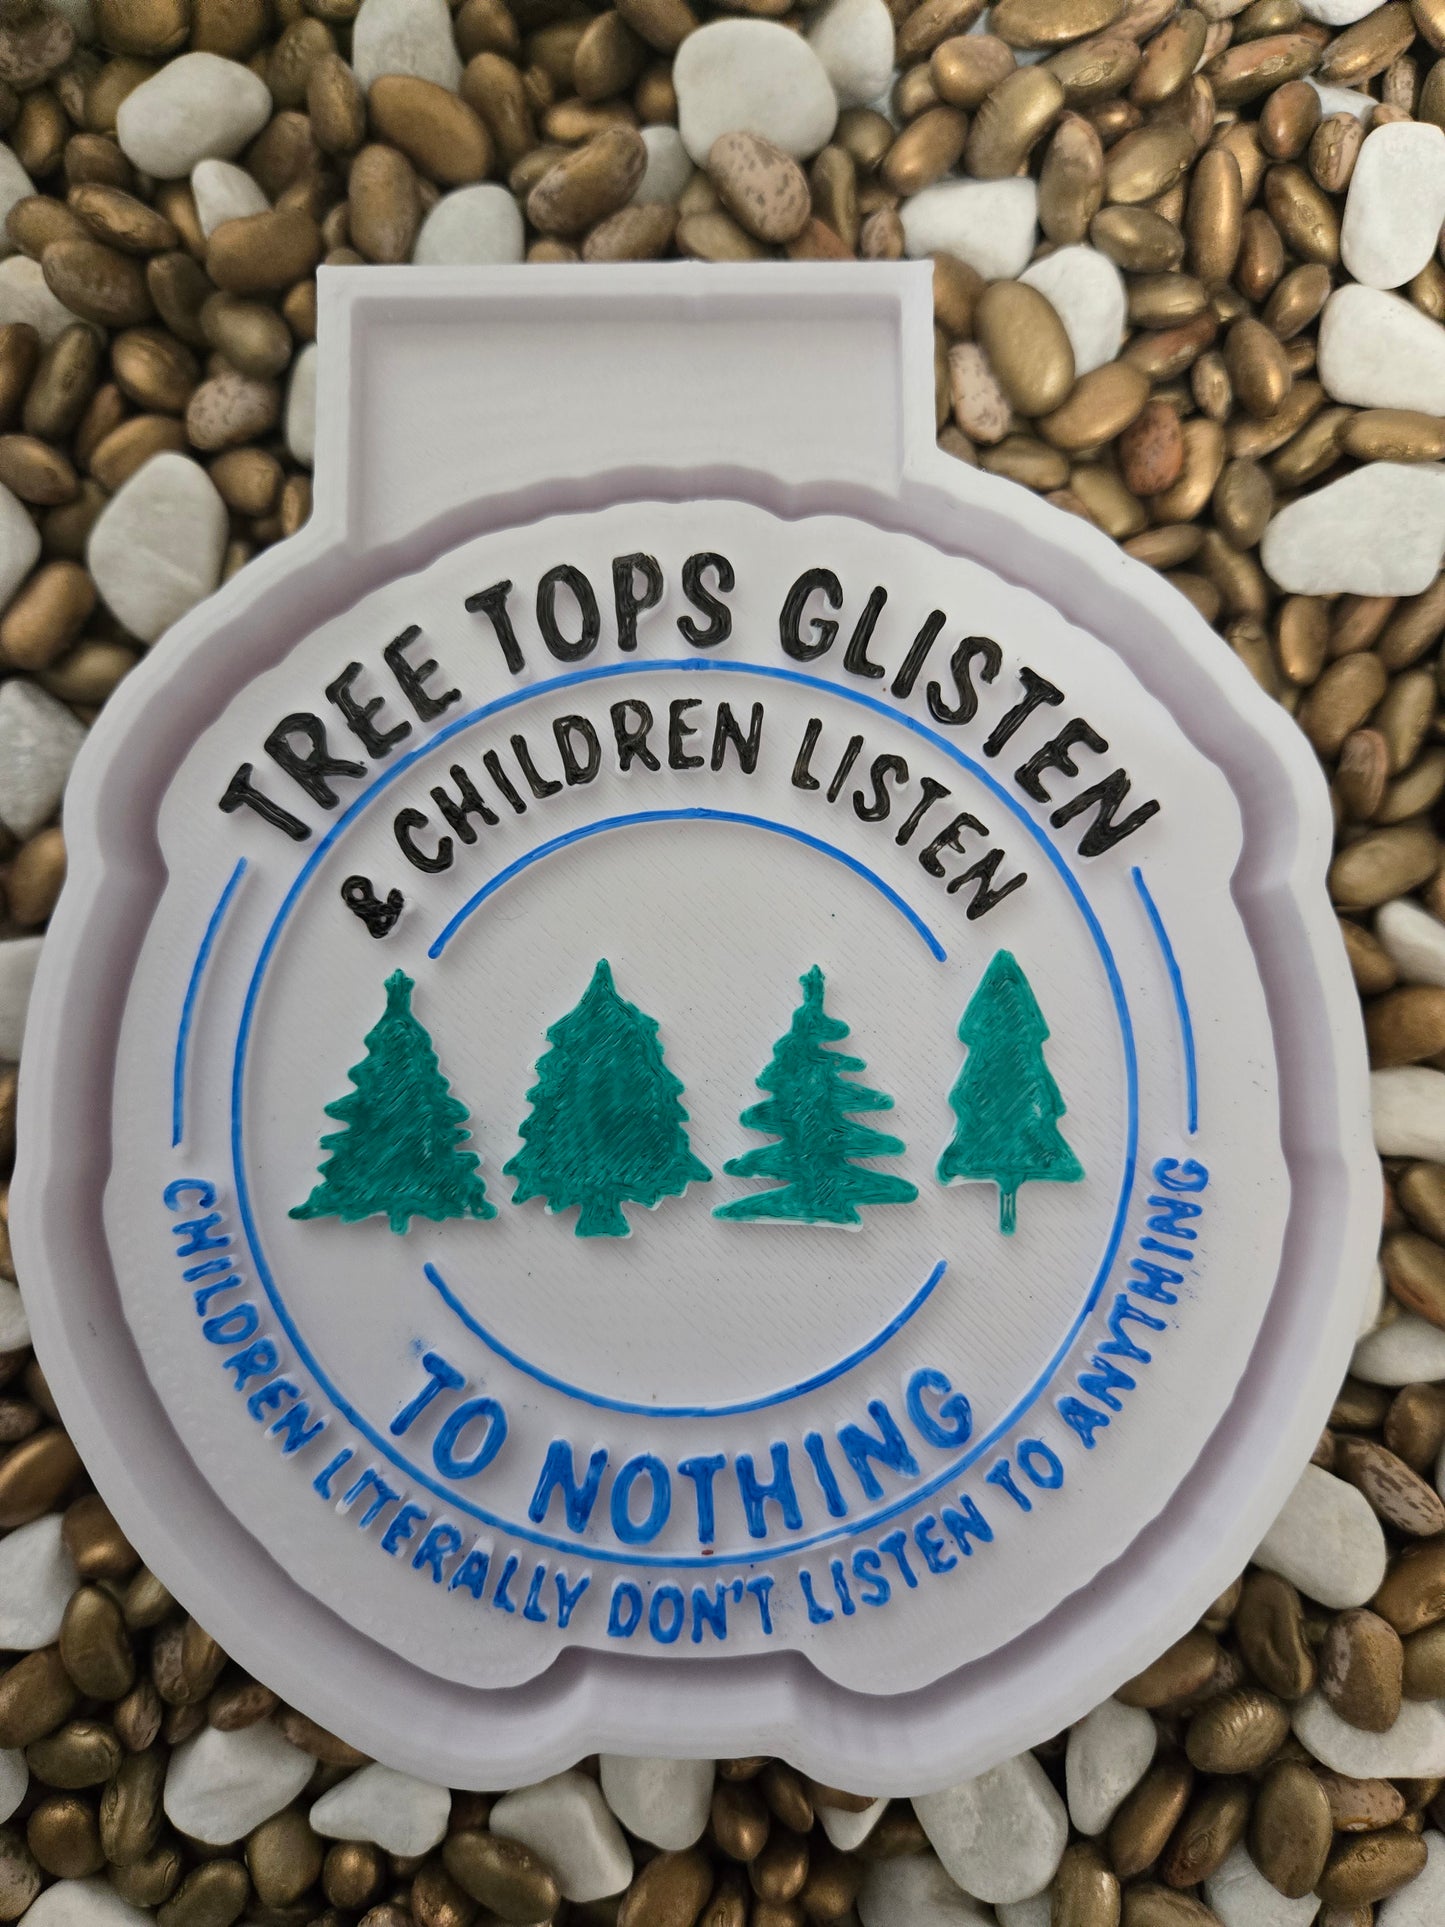 TREE TOPS GLISTEN
& CHILDREN LISTEN
TO NOTHING
CHILDREN LITERALLY DON'T LISTEN TO ANYTHING